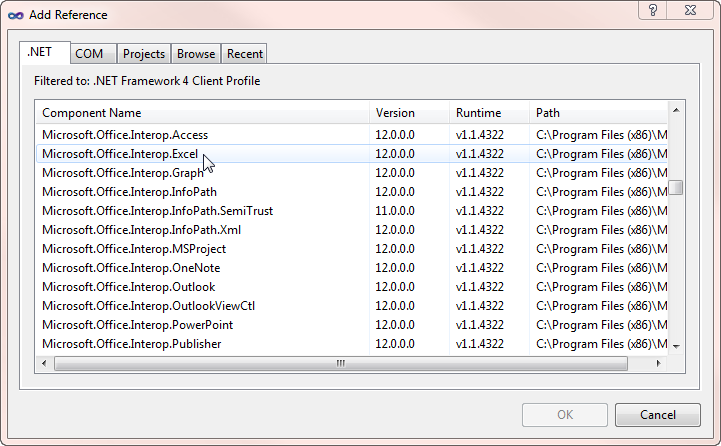 Add Reference
.NET COM Projects Browse Recent
Filtered to: .NET Framework 4 Client Profile
Component Name Version Runtime Path
Microsoft.Office.Interop.Access 12.0.0.0 v1.1.4322 C:\Program Files (x86)\M
Microsoft.Office.Interop.Excel 12.0.0.0 v1.1.4322 C:\Program Files (x86)\M
Microsoft.Office.Interop.Graph 12.0.0.0 v1.1.4322 C:\Program Files (x86)\M
Microsoft.Office.Interop.InfoPath 12.0.0.0 v1.1.4322 C:\Program Files (x86)\M
Microsoft.Office.Interop.InfoPath.SemiTrust 11.0.0.0 v1.1.4322 C:\Program Files (x86)\M
Microsoft.Office.Interop.InfoPath.Xml 12.0.0.0 v1.1.4322 C:\Program Files (x86)\M
Microsoft.Office.Interop.MSProject 12.0.0.0 v1.1.4322 C:\Program Files (x86)\M
Microsoft.Office.Interop.OneNote 12.0.0.0 v1.1.4322 C:\Program Files (x86)\M
Microsoft.Office.Interop.Outlook 12.0.0.0 v1.1.4322 C:\Program Files (x86)\M
Microsoft.Office.Interop.OutlookViewCtl 12.0.0.0 v1.1.4322 C:\Program Files (x86)\M
Microsoft.Office.Interop.PowerPoint 12.0.0.0 v1.1.4322 C:\Program Files (x86)\M
Microsoft.Office.Interop.Publisher 12.0.0.0 v1.1.4322 C:\Program Files (x86)\M
OK Cancel